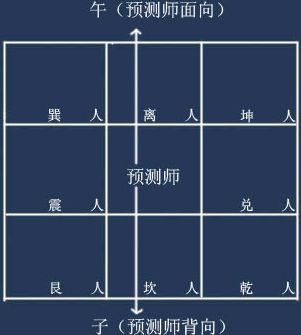 午（预测师面向）
巽 人 离 人 坤 人
预测师
震 人 兑 人
艮 人 坎 人 乾 人
子（预测师背向）